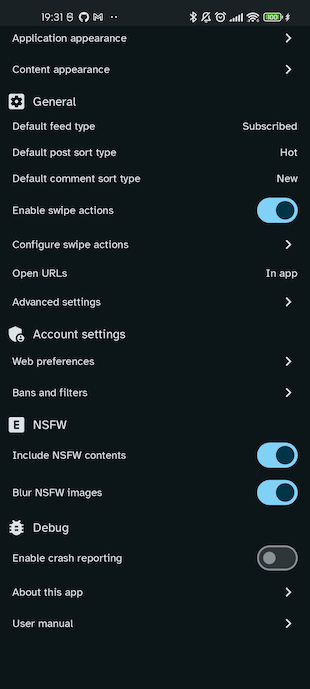 19:31
100
Application appearance
Content appearance
General
Default feed type Subscribed
Default post sort type Hot
Default comment sort type New
Enable swipe actions
Configure swipe actions
Open URLs In app
Advanced settings
Account settings
Web preferences
Bans and filters
E NSFW
Include NSFW contents
Blur NSFW images
Debug
Enable crash reporting
About this app
User manual